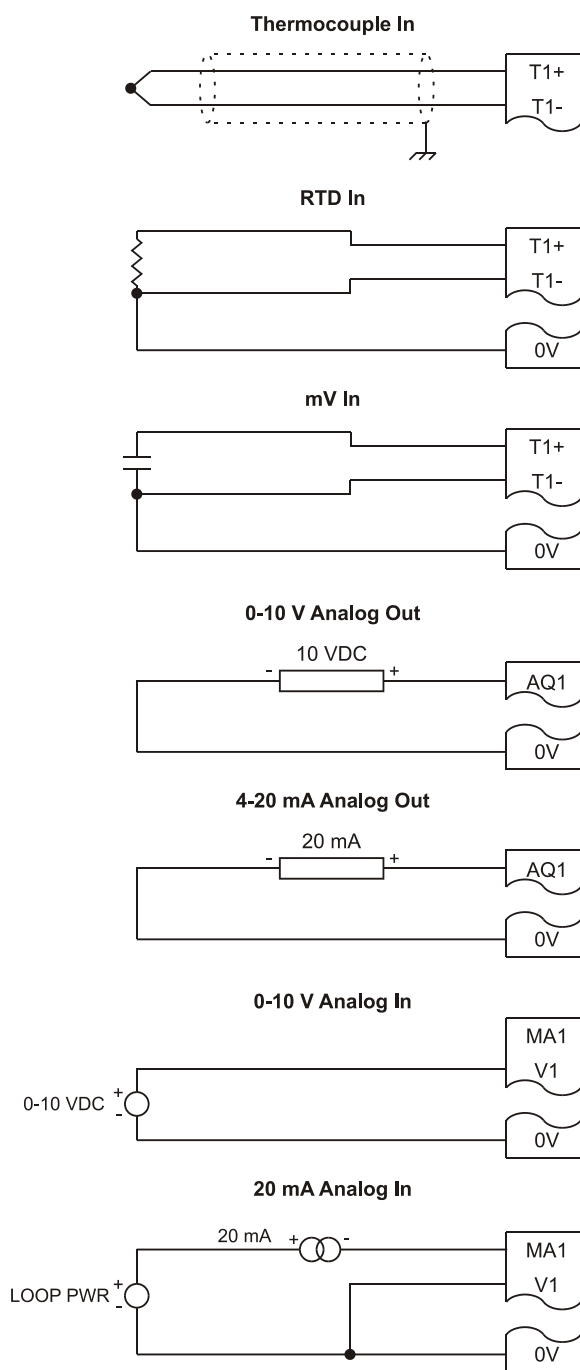 Thermocouple In
T1+
T1-
RTD In
T1+
T1-
0V
mV In
T1+
T1-
0V
0-10 V Analog Out
- 10 VDC +
AQ1
0V
4-20 mA Analog Out
- 20 mA +
AQ1
0V
0-10 V Analog In
MA1
V1
0-10 VDC + -
0V
20 mA Analog In
20 mA + -
MA1
V1
LOOP PWR + -
0V